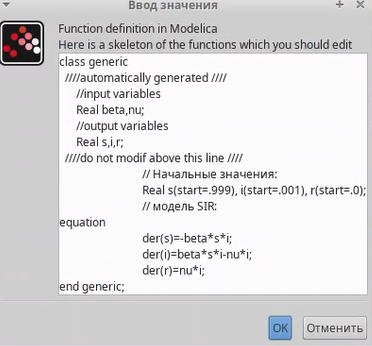 Ввод значения
Function definition in Modelica
Here is a skeleton of the functions which you should edit
class generic
////automatically generated ////
//input variables
Real beta,nu;
//output variables
Real s,i,r;
////do not modif above this line ////
// Начальные значения:
Real s(start=.999), i(start=.001), r(start=.0);
// модель SIR:
equation
der(s)=-beta*s*i;
der(i)=beta*s*i-nu*i;
der(r)=nu*i;
end generic;
OK Отменить